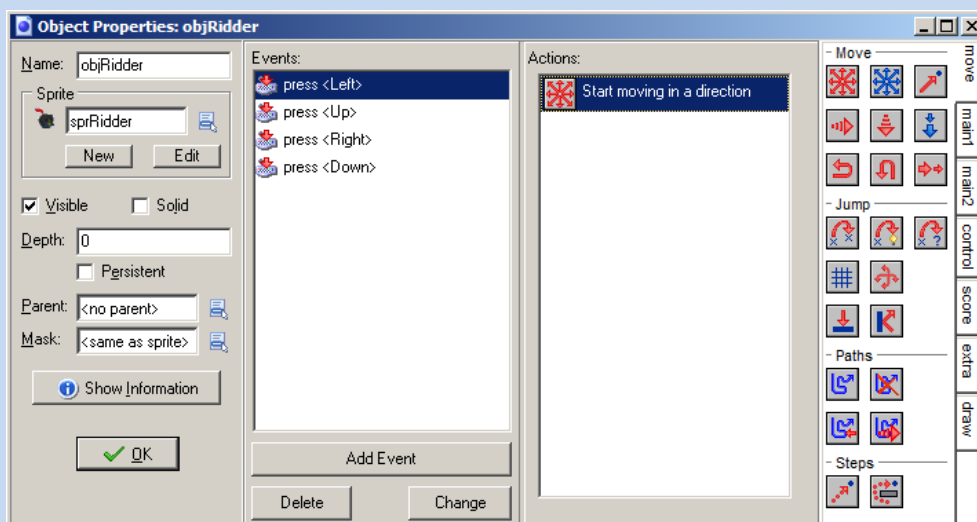 Object Properties: objRidder
Name: objRidder
Sprite
sprRidder
New Edit
Visible Solid
Depth: 0
Persistent
Parent: <no parent>
Mask: <same as sprite>
Show Information
OK
Events:
press <Left>
press <Up>
press <Right>
press <Down>
Add Event
Delete Change
Actions:
Start moving in a direction
Move
Jump
Paths
Steps
move
main1
main2
control
score
extra
draw